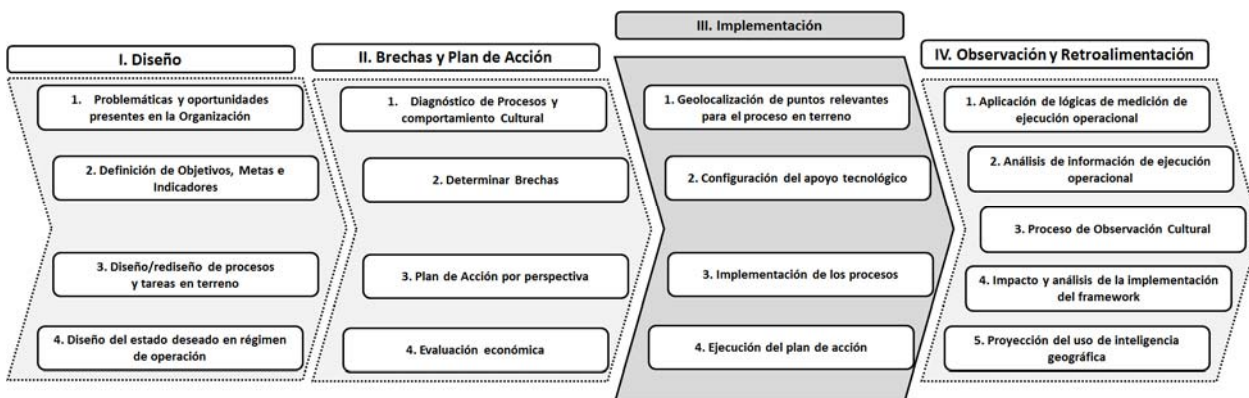 I. Diseño
1. Problemáticas y oportunidades
presentes en la Organización
2. Definición de Objetivos, Metas e
Indicadores
3. Diseño/rediseño de procesos
y tareas en terreno
4. Diseño del estado deseado en régimen
de operación
II. Brechas y Plan de Acción
1. Diagnóstico de Procesos y
comportamiento Cultural
2. Determinar Brechas
3. Plan de Acción por perspectiva
4. Evaluación económica
III. Implementación
1. Geolocalización de puntos relevantes
para el proceso en terreno
2. Configuración del apoyo tecnológico
3. Implementación de los procesos
4. Ejecución del plan de acción
IV. Observación y Retroalimentación
1. Aplicación de lógicas de medición de
ejecución operacional
2. Análisis de información de ejecución
operacional
3. Proceso de Observación Cultural
4. Impacto y análisis de la implementación
del framework
5. Proyección del uso de inteligencia
geográfica